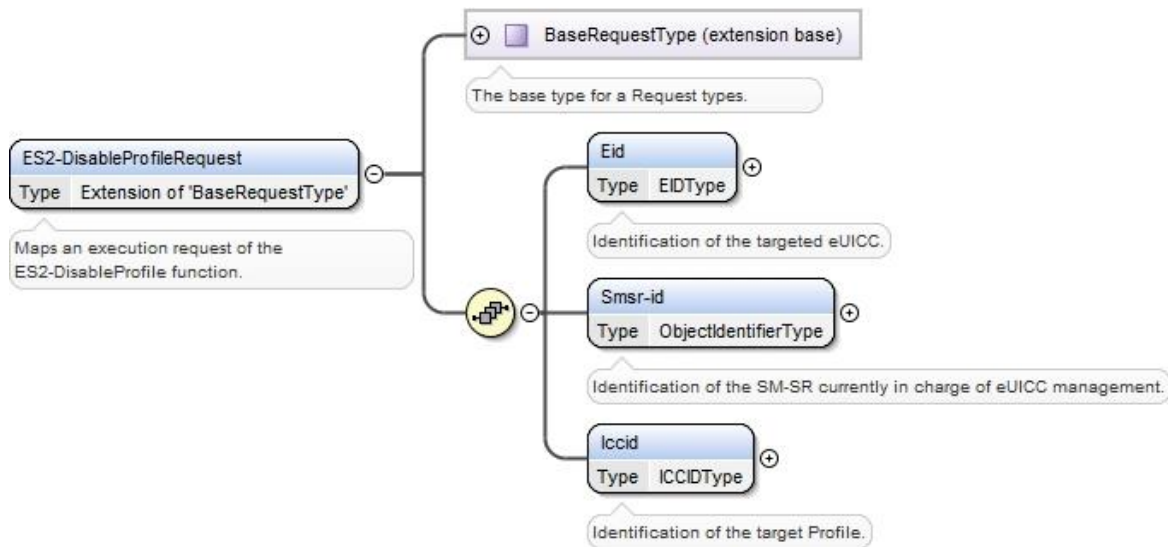 BaseRequestType (extension base)
The base type for a Request types.
ES2-DisableProfileRequest
Type Extension of 'BaseRequestType'
Maps an execution request of the
ES2-DisableProfile function.
Eid
Type EIDType
Identification of the targeted eUICC.
Smsr-id
Type ObjectIdentifierType
Identification of the SM-SR currently in charge of eUICC management.
Iccid
Type ICCIDType
Identification of the target Profile.